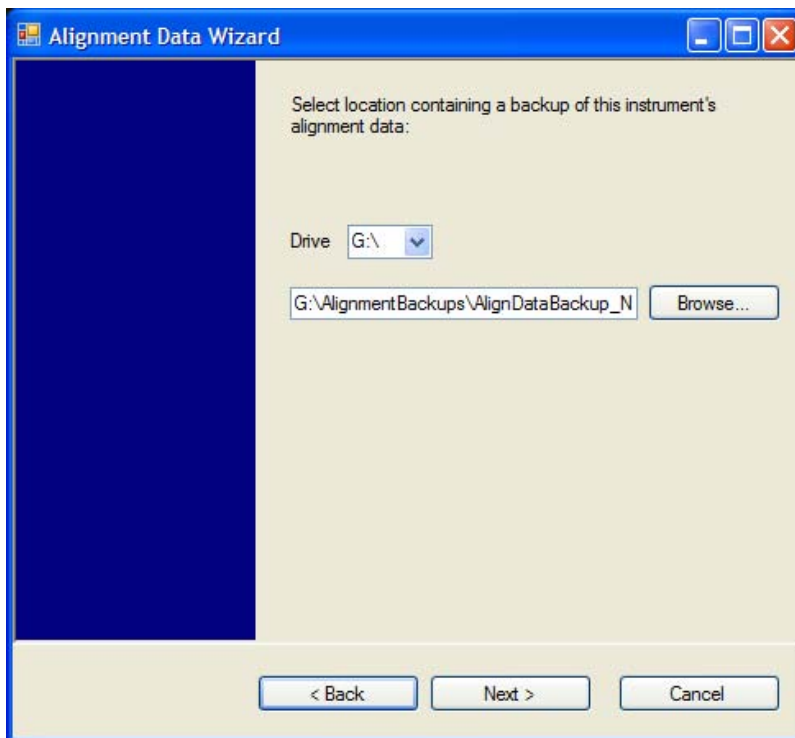 Alignment Data Wizard
Select location containing a backup of this instrument's
alignment data:
Drive G:\
G:\AlignmentBackups\AlignDataBackup_N Browse...
< Back Next > Cancel